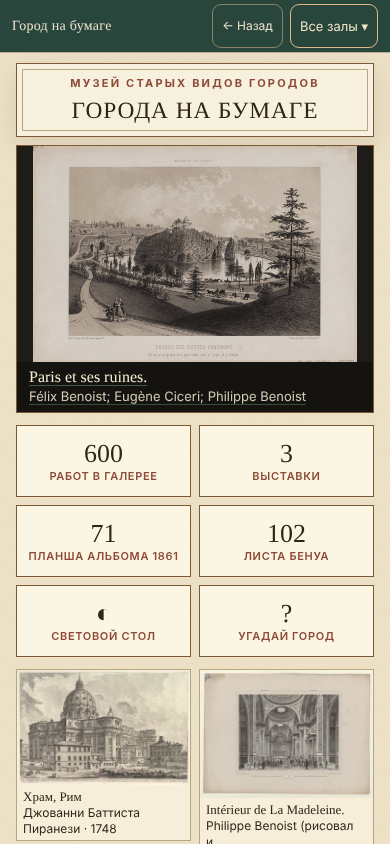 Город на бумаге
← Назад
Все залы ▾
МУЗЕЙ СТАРЫХ ВИДОВ ГОРОДОВ
ГОРОДА НА БУМАГЕ
Paris et ses ruines.
Félix Benoist; Eugène Ciceri; Philippe Benoist
600
РАБОТ В ГАЛЕРЕЕ
3
ВЫСТАВКИ
71
ПЛАНША АЛЬБОМА 1861
102
ЛИСТА БЕНУА
СВЕТОВОЙ СТОЛ
?
УГАДАЙ ГОРОД
Храм, Рим
Джованни Баттиста
Пиранези · 1748
Intérieur de La Madeleine.
Philippe Benoist (рисовал
и